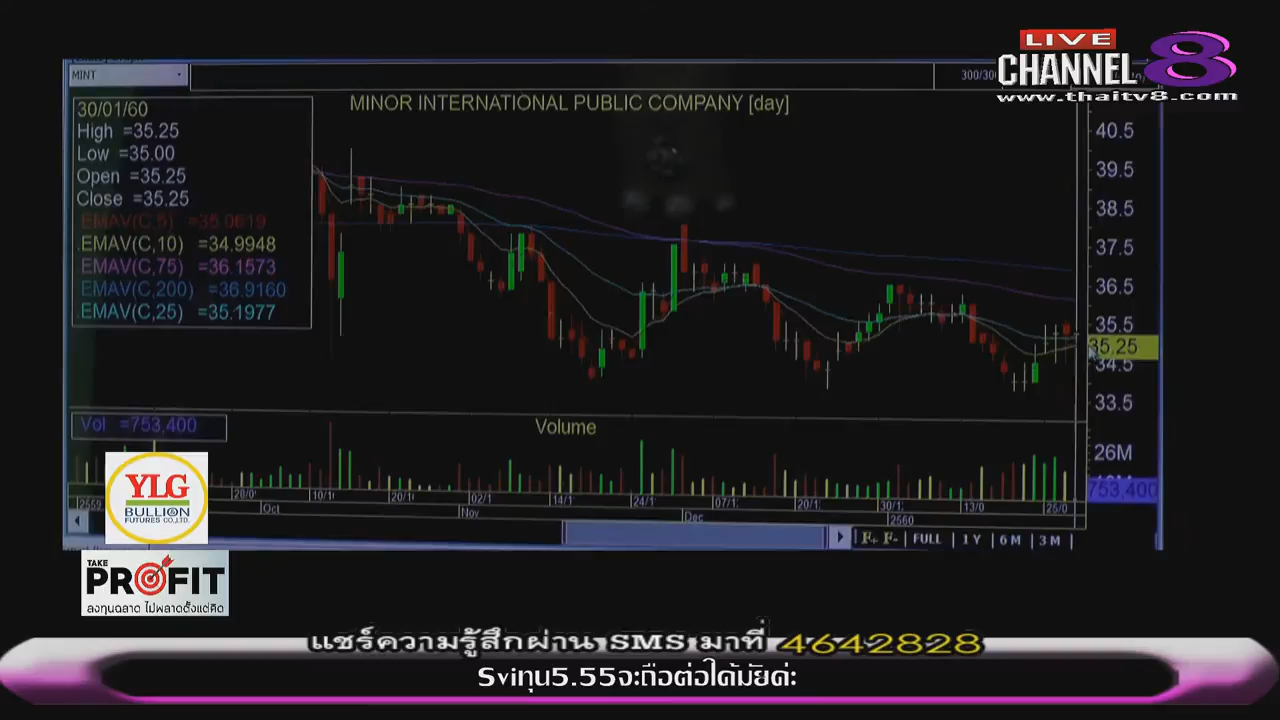 LIVE
CHANNEL 8
www.thaitv8.com
MINT
300/300
MINOR INTERNATIONAL PUBLIC COMPANY [day]
30/01/60
High =35.25
Low =35.00
Open =35.25
Close =35.25
EMAV(C,5) =35.0619
.EMAV(C,10) =34.9948
.EMAV(C,75) =36.1573
.EMAV(C,200) =36.9160
.EMAV(C,25) =35.1977
40.5
39.5
38.5
37.5
36.5
35.5
35.25
34.5
33.5
Vol =753,400
Volume
26M
753,400
2559
28/0
10/1
20/1
02/1
14/1
24/1
07/1
20/1
30/1
13/0
25/0
Oct
Nov
Dec
2560
F+ F- FULL 1 Y 6 M 3 M
YLG
BULLION
FUTURES CO.,LTD.
TAKE
PROFIT
ลงทุนฉลาด ไม่พลาดตั้งแต่คิด
แชร์ความรู้สึกผ่าน SMS มาที่ 4642828
Sviทุน5.55จะถือต่อได้มัยค่ะ